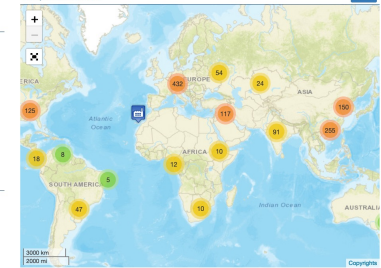 +
−
54
EUROPE
432
24
ASIA
RICA
125
Atlantic
Ocean
117
150
255
91
18
8
AFRICA
10
12
5
SOUTH AMERICA
47
10
Indian Ocean
AUSTRALIA
3000 km
2000 mi
Copyrights